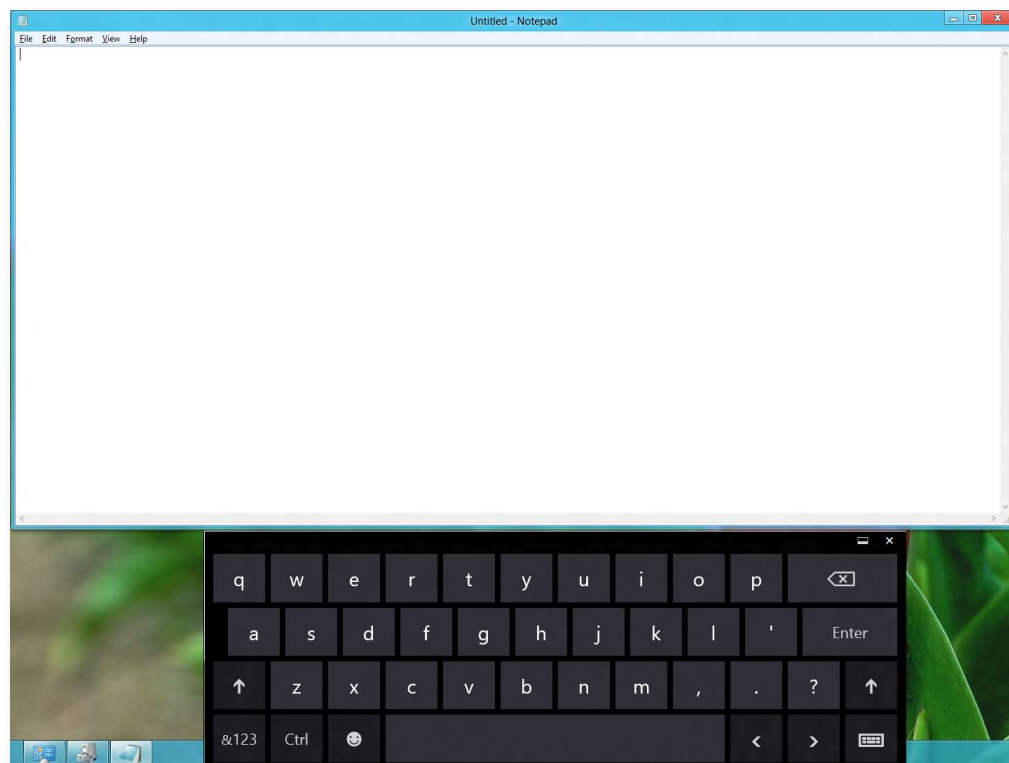 Untitled - Notepad
File Edit Format View Help
q w e r t y u i o p
a s d f g h j k l ' Enter
z x c v b n m , . ?
&123 Ctrl